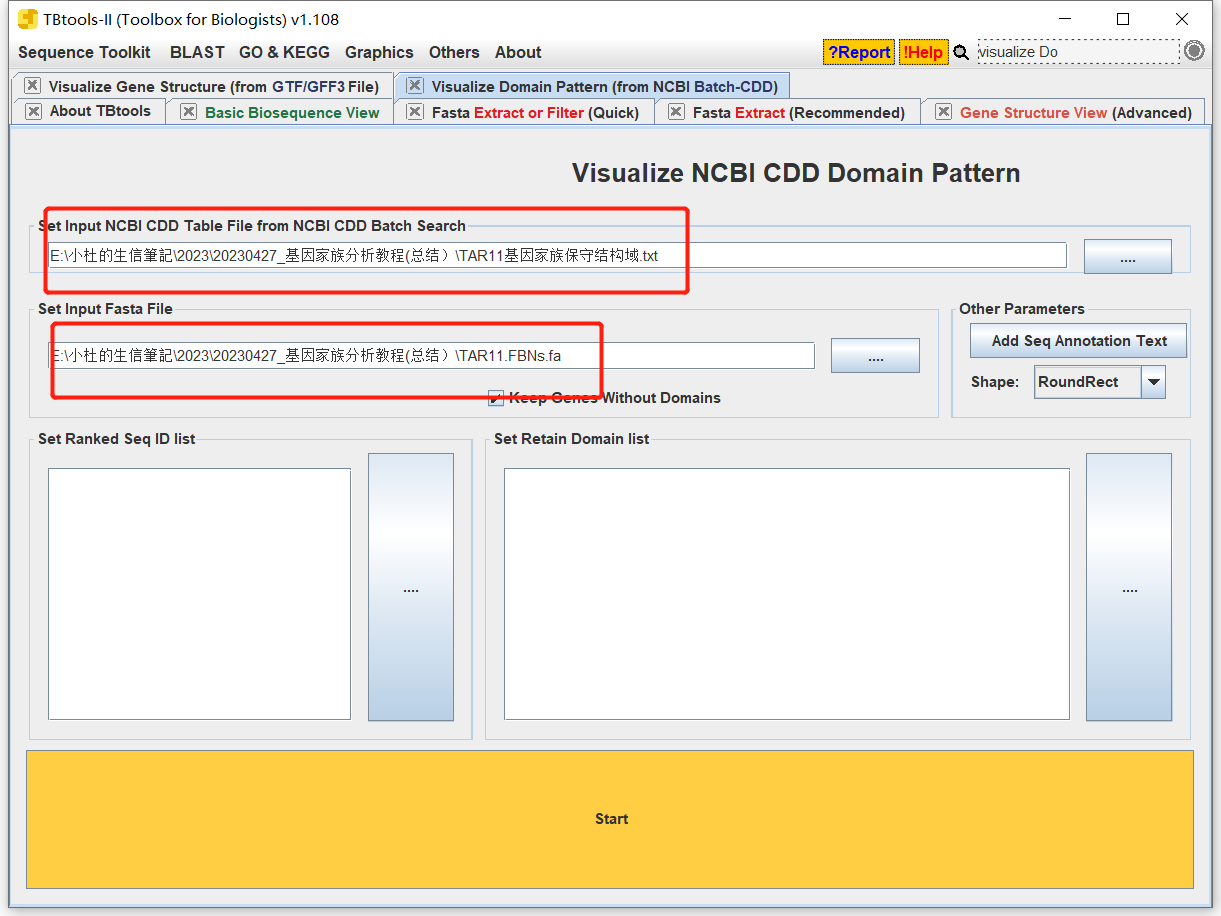 TBtools-II (Toolbox for Biologists) v1.108
Sequence Toolkit BLAST GO & KEGG Graphics Others About ?Report !Help visualize Do
Visualize Gene Structure (from GTF/GFF3 File) Visualize Domain Pattern (from NCBI Batch-CDD)
About TBtools Basic Biosequence View Fasta Extract or Filter (Quick) Fasta Extract (Recommended) Gene Structure View (Advanced)
Visualize NCBI CDD Domain Pattern
Set Input NCBI CDD Table File from NCBI CDD Batch Search
E:\小杜的生信筆記\2023\20230427_基因家族分析教程(总结）\TAR11基因家族保守结构域.txt
....
Set Input Fasta File
E:\小杜的生信筆記\2023\20230427_基因家族分析教程(总结）\TAR11.FBNs.fa
....
Keep Genes Without Domains
Other Parameters
Add Seq Annotation Text
Shape: RoundRect
Set Ranked Seq ID list
....
Set Retain Domain list
....
Start